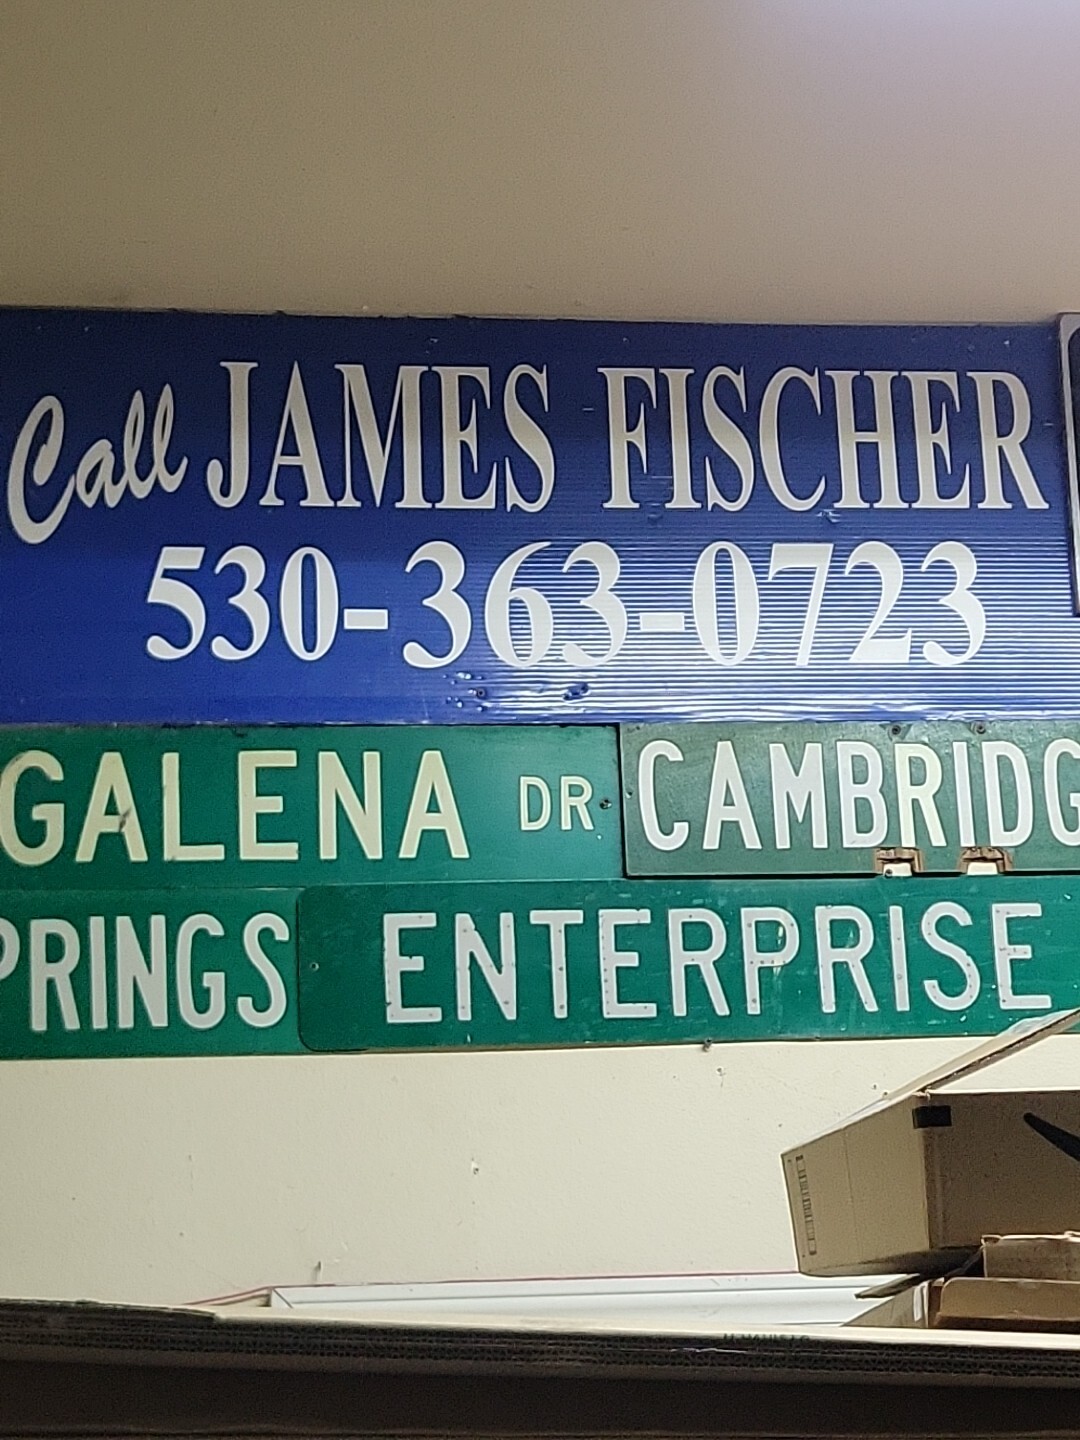 Call JAMES FISCHER
530-363-0723
GALENA DR
CAMBRIDG
PRINGS
ENTERPRISE